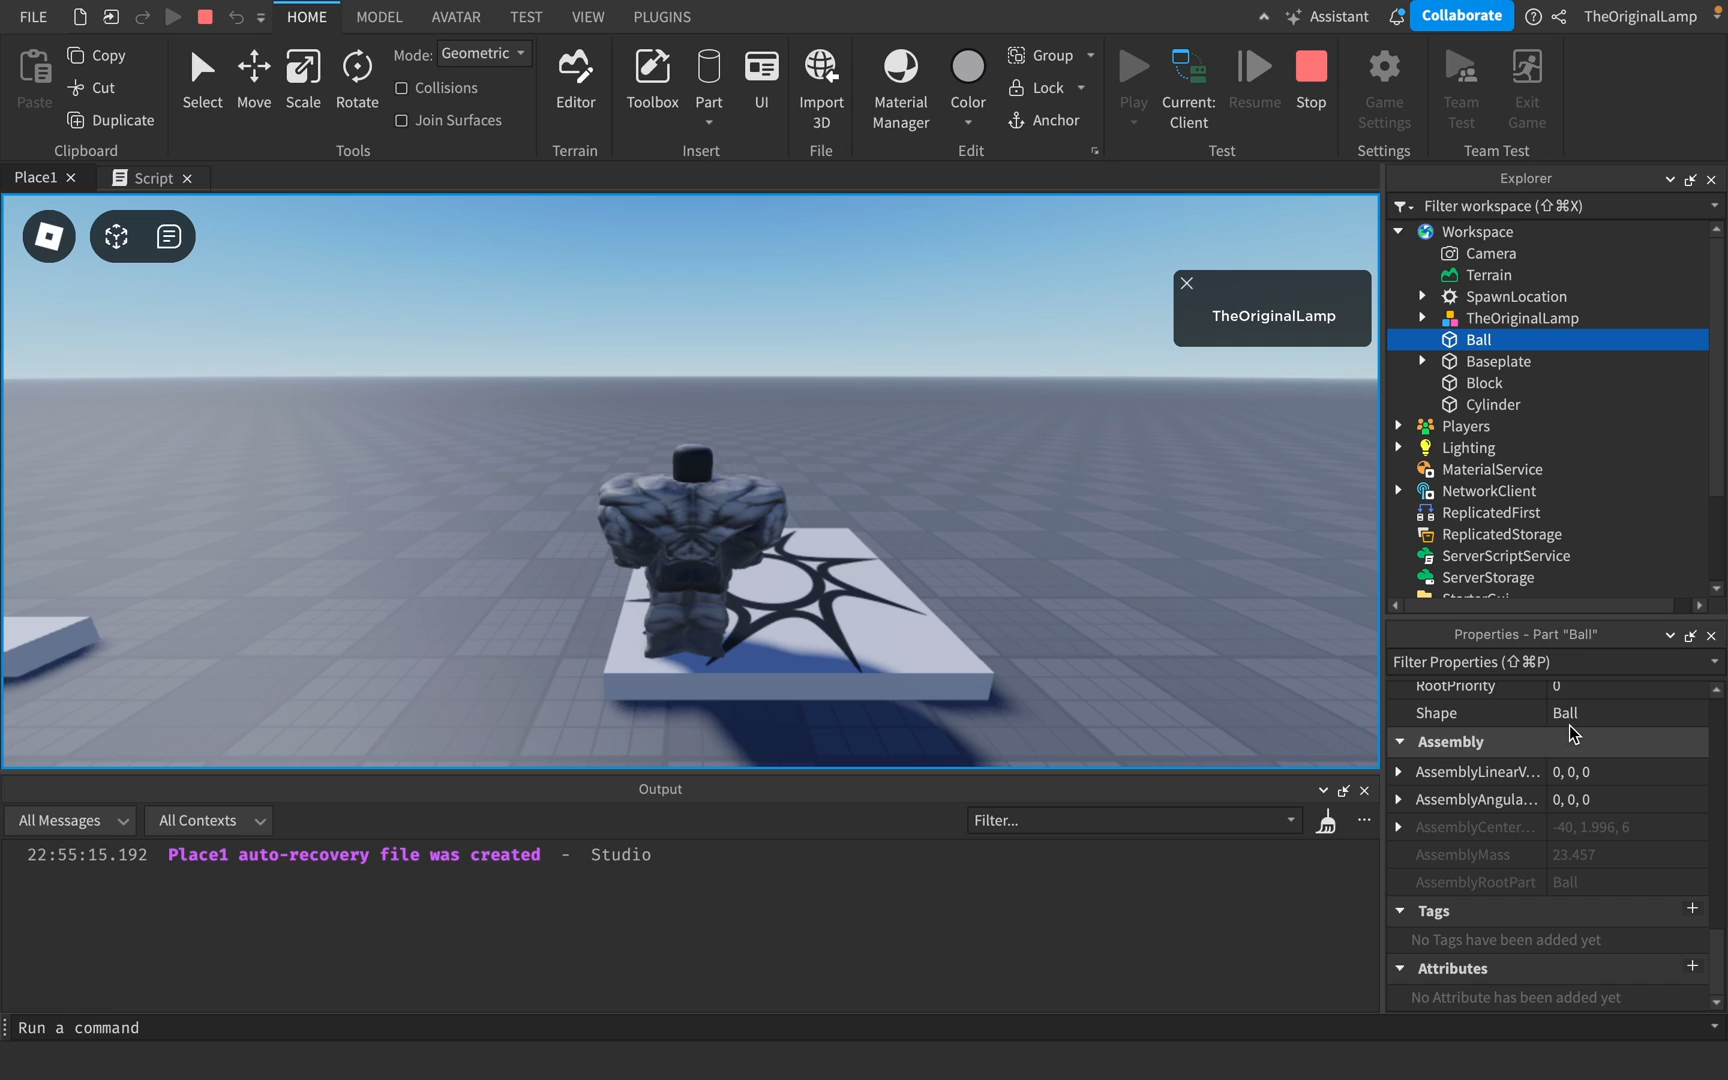 FILE HOME MODEL AVATAR TEST VIEW PLUGINS Assistant Collaborate TheOriginalLamp
Paste Copy Cut Duplicate
Clipboard
Select Move Scale Rotate
Mode: Geometric
Collisions
Join Surfaces
Tools
Editor
Terrain
Toolbox Part UI
Insert
Import
3D
File
Material
Manager
Color
Group
Lock
Anchor
Edit
Play
Current:
Client
Resume Stop
Test
Game
Settings
Settings
Team
Test
Exit
Game
Team Test
Place1 Script
TheOriginalLamp
Explorer
Filter workspace (⇧⌘X)
Workspace
Camera
Terrain
SpawnLocation
TheOriginalLamp
Ball
Baseplate
Block
Cylinder
Players
Lighting
MaterialService
NetworkClient
ReplicatedFirst
ReplicatedStorage
ServerScriptService
ServerStorage
Properties - Part "Ball"
Filter Properties (⇧⌘P)
RootPriority 0
Shape Ball
Assembly
AssemblyLinearV... 0, 0, 0
AssemblyAngula... 0, 0, 0
AssemblyCenter... -40, 1.996, 6
AssemblyMass 23.457
AssemblyRootPart Ball
Tags
No Tags have been added yet
Attributes
No Attribute has been added yet
Output
All Messages All Contexts Filter...
22:55:15.192 Place1 auto-recovery file was created - Studio
Run a command